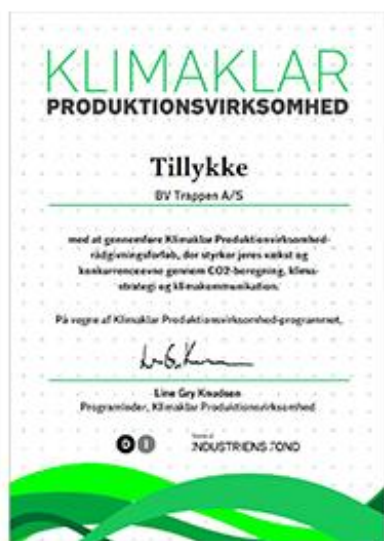 KLIMAKLAR
PRODUKTIONSVIRKSOMHED
Tillykke
BV Trappen A/S
med at gennemføre Klimaklar Produktionsvirksomhed-
rådgivningsforløb, der styrker jeres vækst og
konkurrenceevne gennem CO2-beregning, klima-
strategi og klimakommunikation.
På vegne af Klimaklar Produktionsvirksomhed-programmet,
Line Gry Knudsen
Programleder, Klimaklar Produktionsvirksomhed
DI
INDUSTRIENS FOND